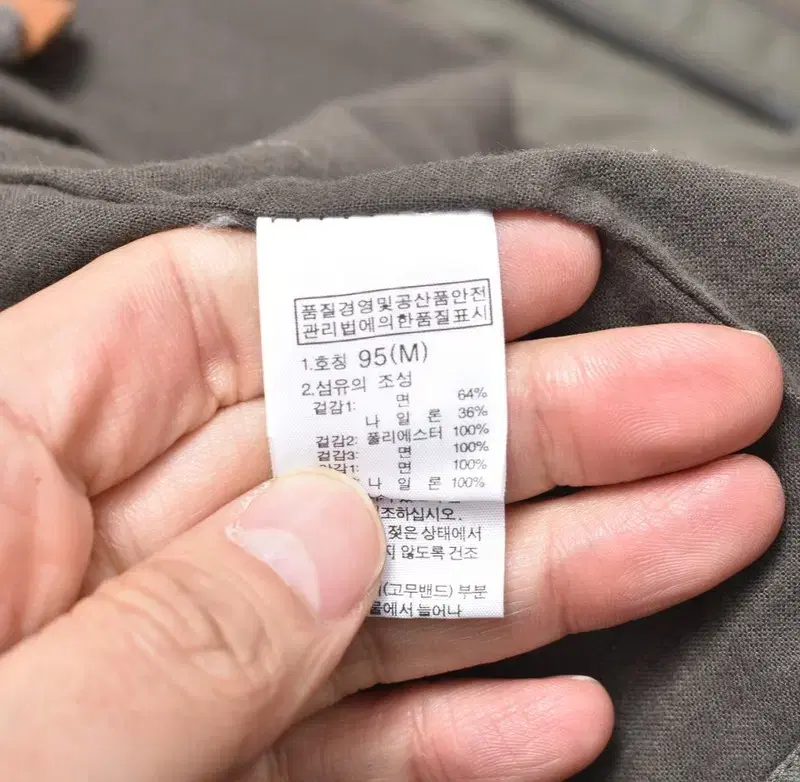 품질경영및공산품안전
관리법에의한품질표시
1.호칭 95(M)
2.섬유의 조성
겉감1: 면 64%
나 일 론 36%
겉감2: 폴리에스터 100%
겉감3: 면 100%
안감1: 면 100%
나 일 론 100%
조하십시오.
젖은 상태에서
않도록 건조
(고무밴드) 부분
물에서 늘어나